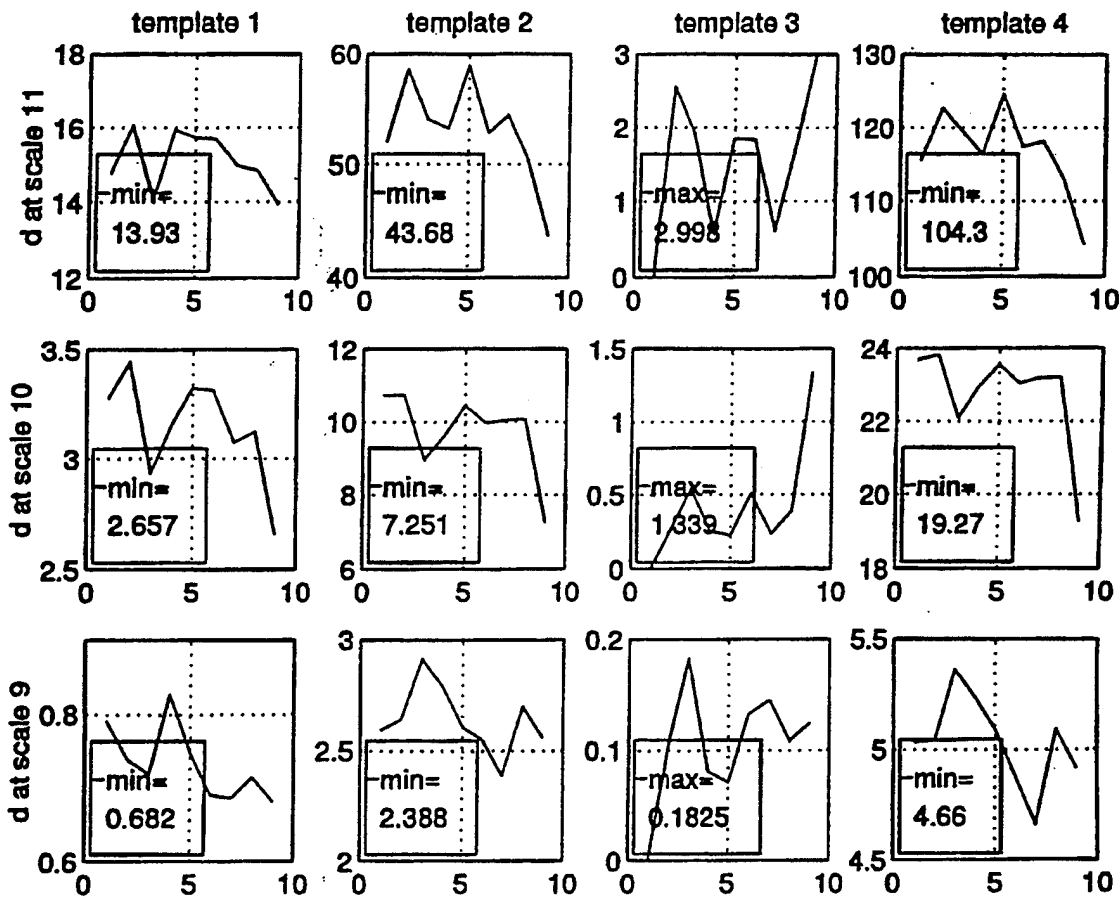 template 1 template 2 template 3 template 4
d at scale 11
18
16
14
12
min=
13.93
0 5 10
60
50
40
min=
43.68
0 5 10
3
2
1
0
max=
2.998
0 5 10
130
120
110
100
min=
104.3
0 5 10
d at scale 10
3.5
3
2.5
min=
2.657
0 5 10
12
10
8
6
min=
7.251
0 5 10
1.5
1
0.5
0
max=
1.339
0 5 10
24
22
20
18
min=
19.27
0 5 10
d at scale 9
0.8
0.6
min=
0.682
0 5 10
3
2.5
2
min=
2.388
0 5 10
0.2
0.1
0
max=
0.1825
0 5 10
5.5
5
4.5
min=
4.66
0 5 10